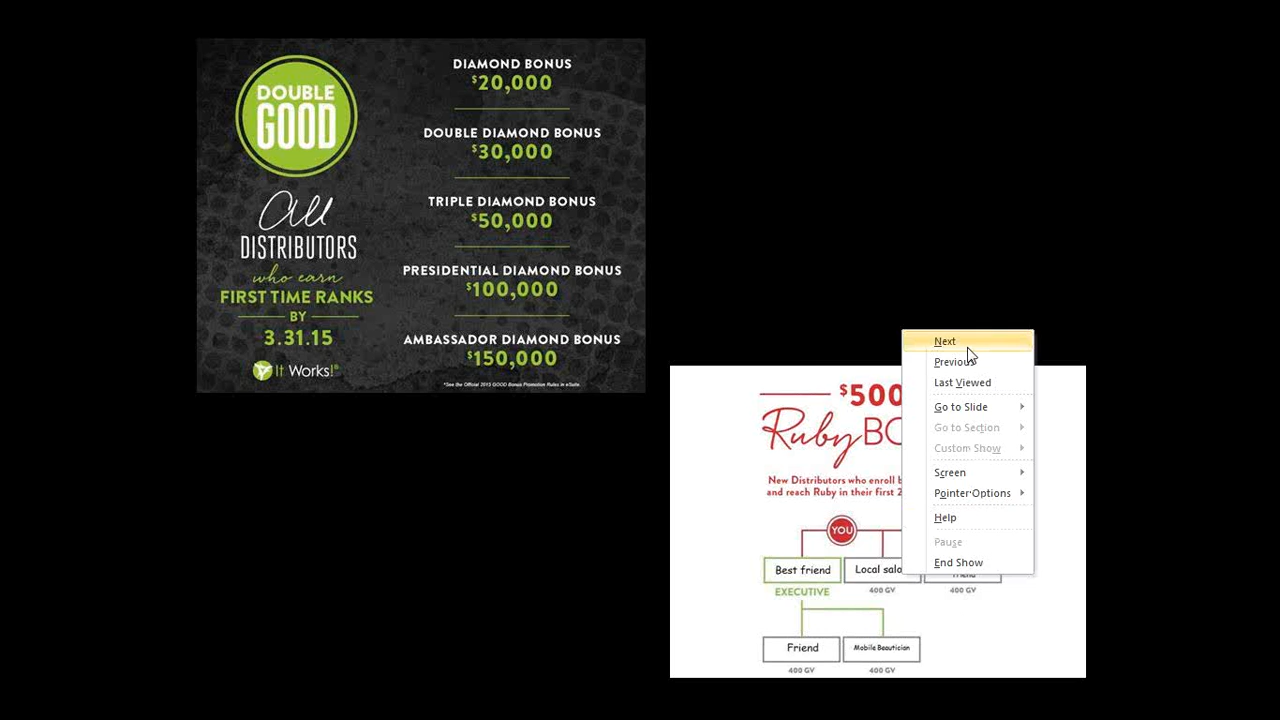 DOUBLE
GOOD
All
DISTRIBUTORS
who earn
FIRST TIME RANKS
BY
3.31.15
It Works!®
DIAMOND BONUS
$20,000
DOUBLE DIAMOND BONUS
$30,000
TRIPLE DIAMOND BONUS
$50,000
PRESIDENTIAL DIAMOND BONUS
$100,000
AMBASSADOR DIAMOND BONUS
$150,000
*See the Official 2015 GOOD Bonus Promotion Rules in eSuite.
$500
Ruby BO
New Distributors who enroll b
and reach Ruby in their first 2
YOU
Best friend
Local salo
Friend
EXECUTIVE
400 GV
400 GV
Friend
Mobile Beautician
400 GV
400 GV
Next
Previous
Last Viewed
Go to Slide
Go to Section
Custom Show
Screen
Pointer Options
Help
Pause
End Show